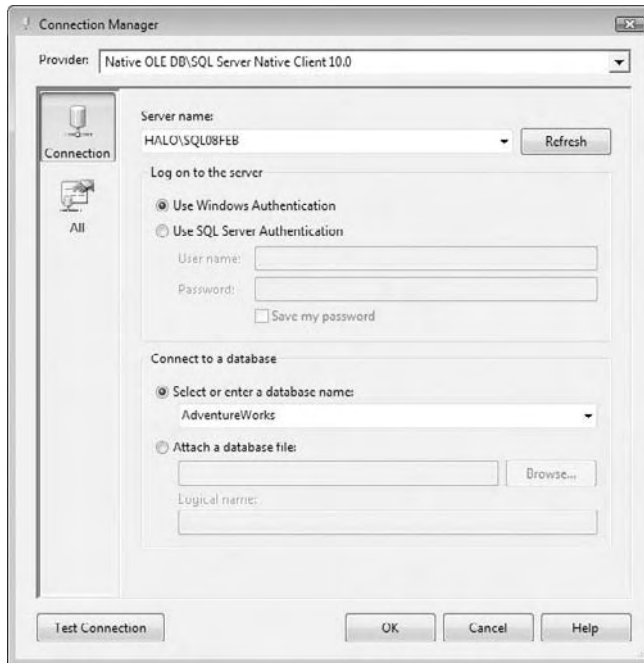 Connection Manager
Provider: Native OLE DB\SQL Server Native Client 10.0
Connection
All
Server name:
HALO\SQL08FEB
Refresh
Log on to the server
Use Windows Authentication
Use SQL Server Authentication
User name:
Password:
Save my password
Connect to a database
Select or enter a database name:
AdventureWorks
Attach a database file:
Browse...
Logical name:
Test Connection
OK
Cancel
Help